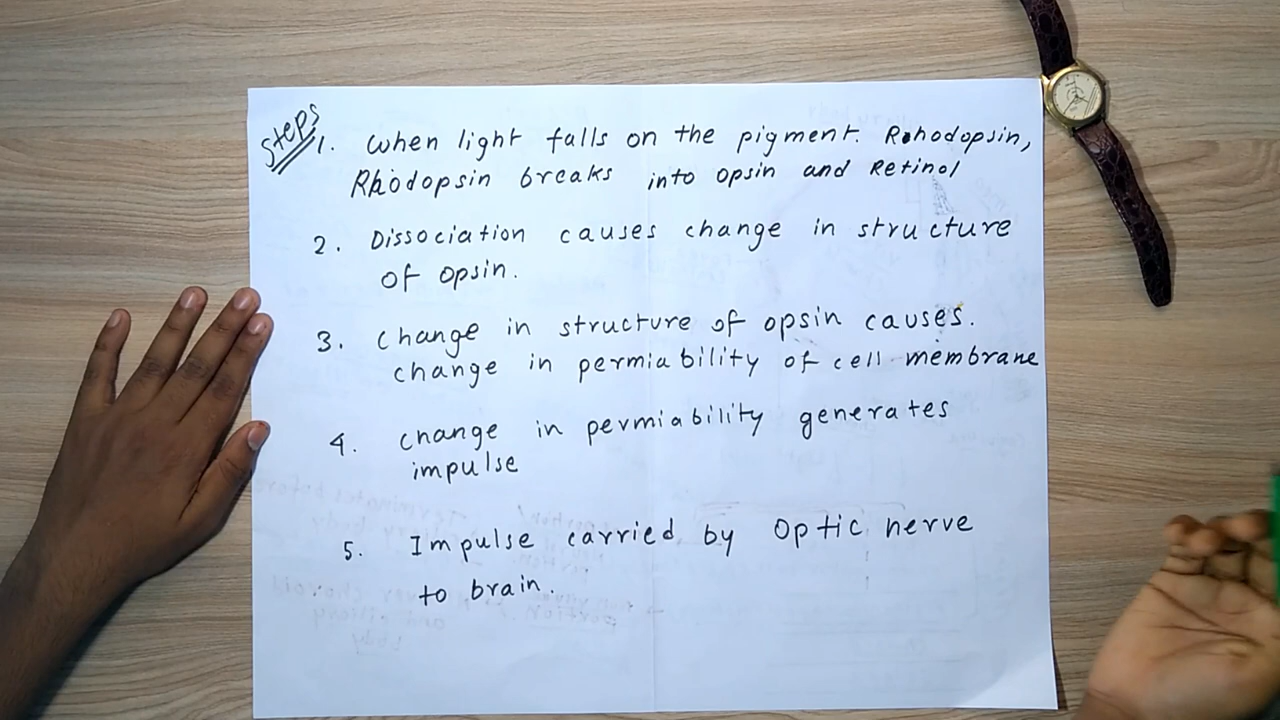 Steps
1. When light falls on the pigment. Rhodopsin,
Rhodopsin breaks into opsin and Retinol
2. Dissociation causes change in structure
of opsin.
3. Change in structure of opsin causes.
change in permiability of cell membrane
4. change in permiability generates
impulse
5. Impulse carried by Optic nerve
to brain.